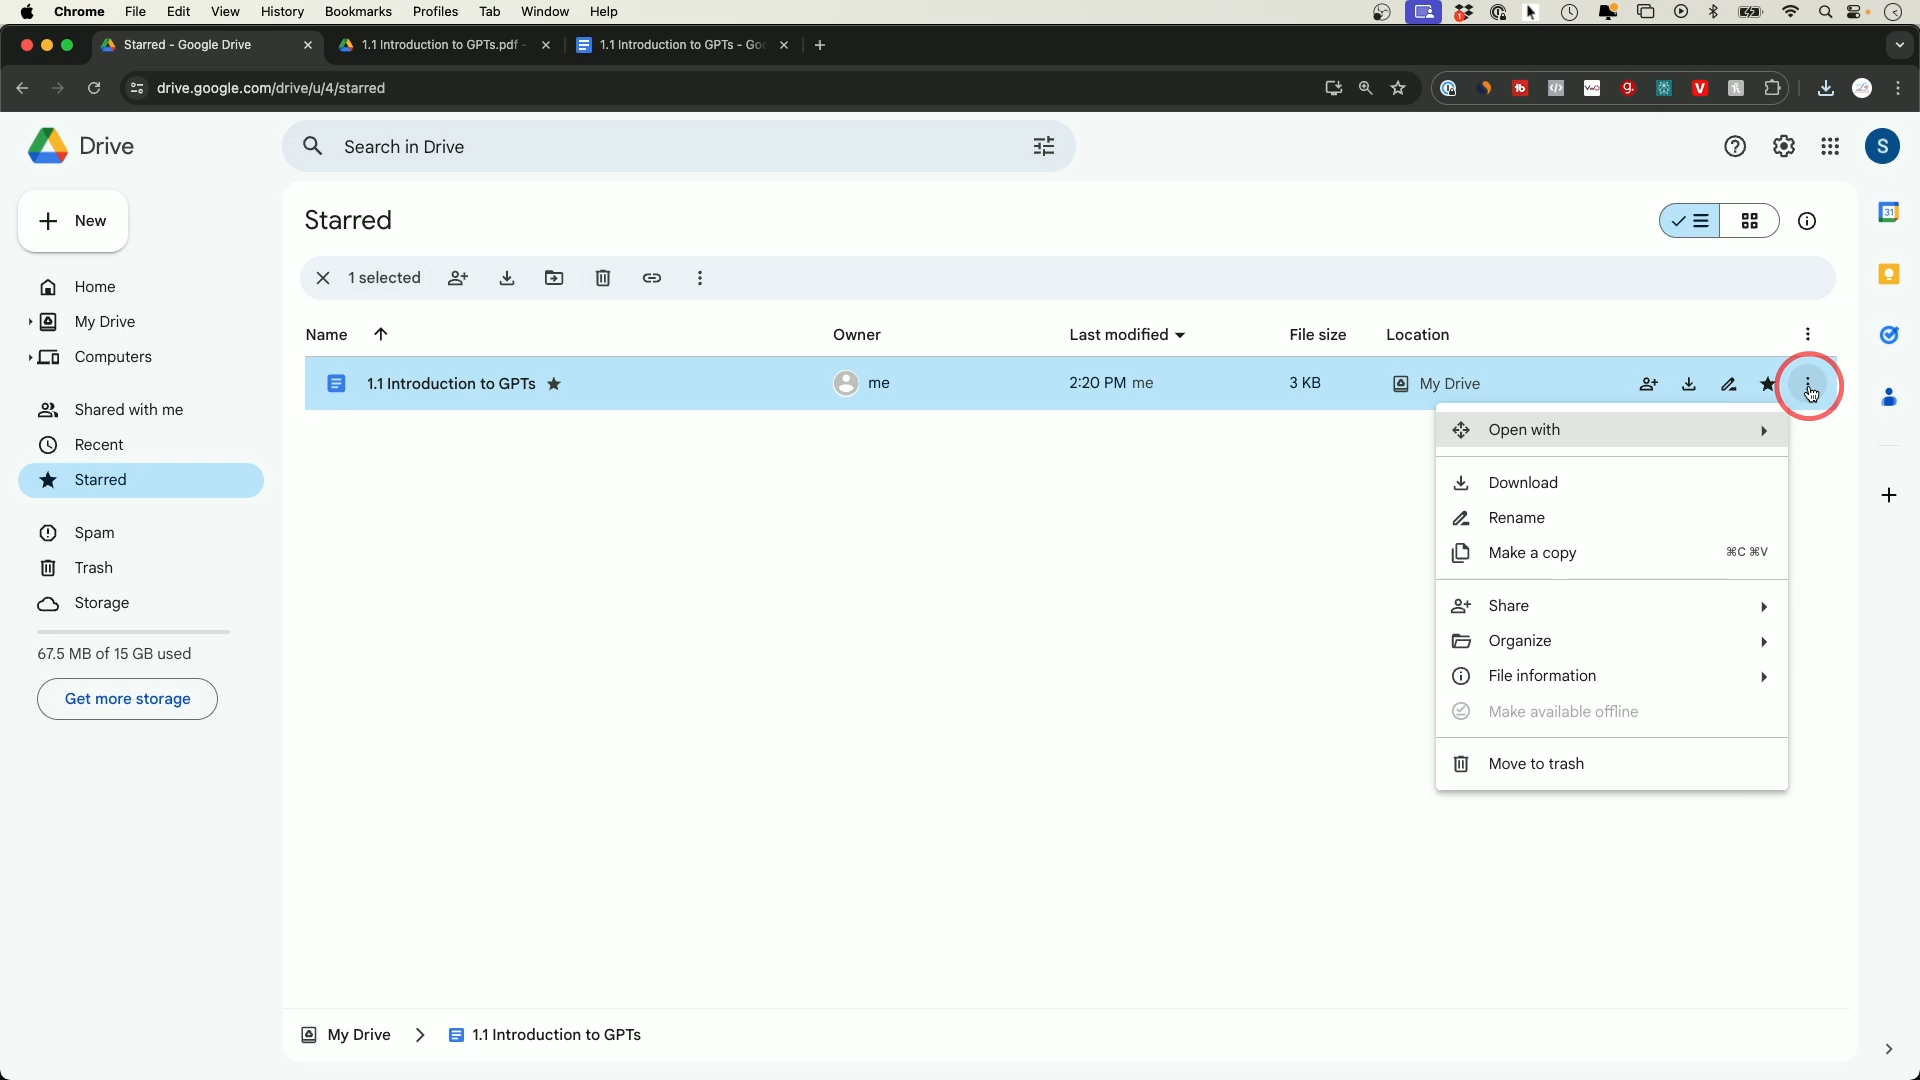 Chrome File Edit View History Bookmarks Profiles Tab Window Help
Starred - Google Drive 1.1 Introduction to GPTs.pdf - 1.1 Introduction to GPTs - Goo
drive.google.com/drive/u/4/starred
Drive
Search in Drive
S
New
Home
My Drive
Computers
Shared with me
Recent
Starred
Spam
Trash
Storage
67.5 MB of 15 GB used
Get more storage
Starred
1 selected
Name Owner Last modified File size Location
1.1 Introduction to GPTs me 2:20 PM me 3 KB My Drive
Open with
Download
Rename
Make a copy ⌘C ⌘V
Share
Organize
File information
Make available offline
Move to trash
My Drive 1.1 Introduction to GPTs
31